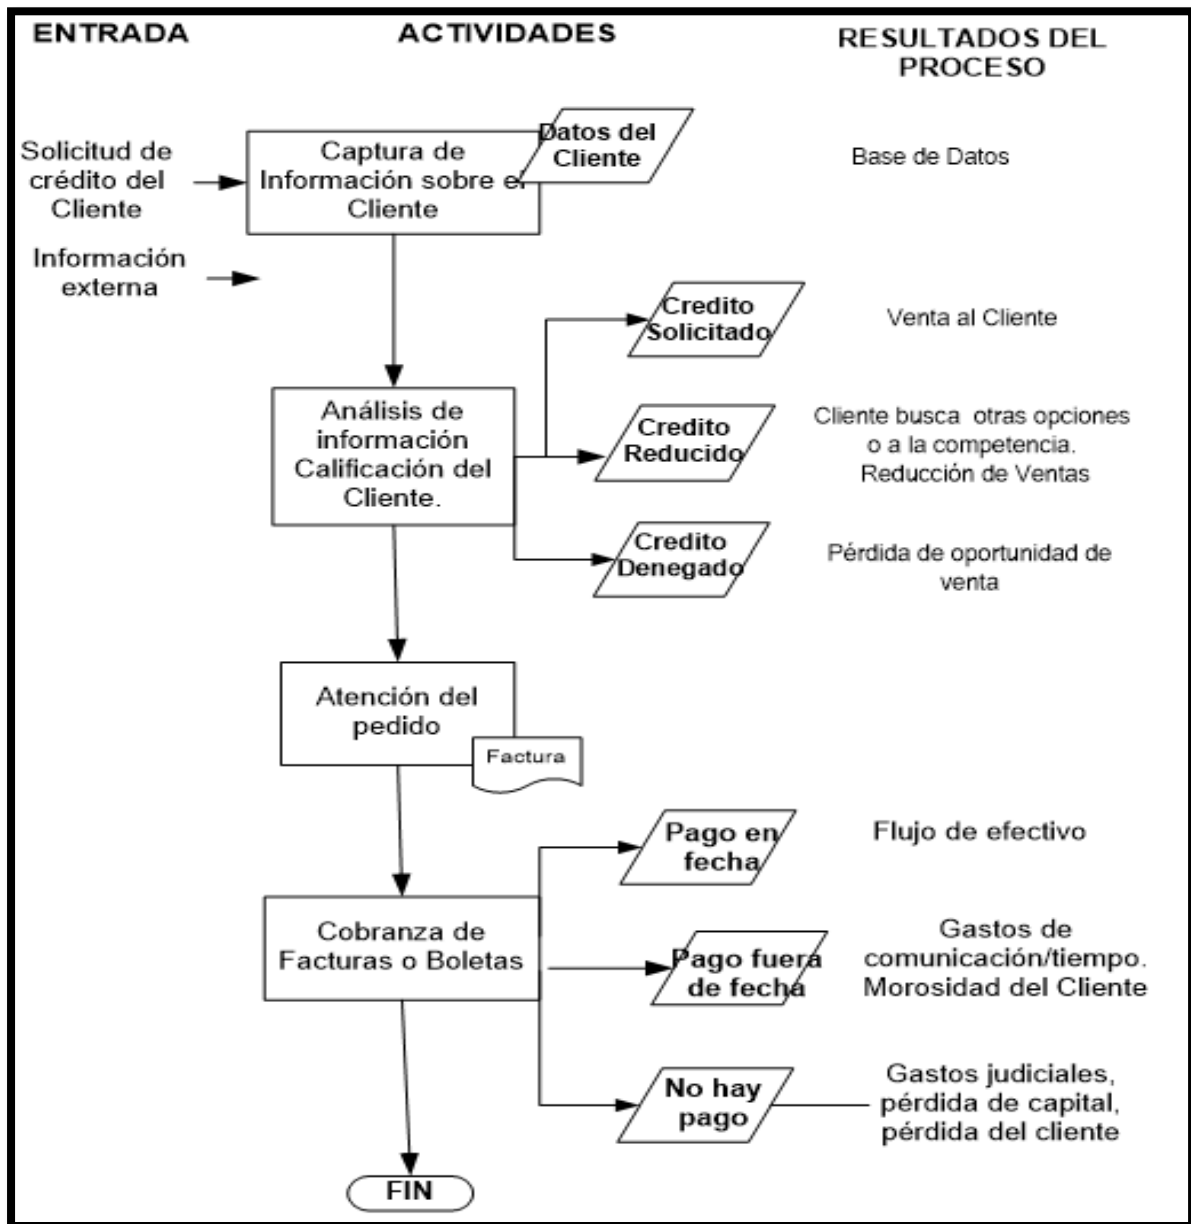 ENTRADA
ACTIVIDADES
RESULTADOS DEL
PROCESO
Solicitud de
crédito del
Cliente
Captura de
Información sobre el
Cliente
Datos del
Cliente
Base de Datos
Información
externa
Credito
Solicitado
Venta al Cliente
Análisis de
información
Calificación del
Cliente.
Credito
Reducido
Cliente busca otras opciones
o a la competencia.
Reducción de Ventas
Credito
Denegado
Pérdida de oportunidad de
venta
Atención del
pedido
Factura
Pago en
fecha
Flujo de efectivo
Cobranza de
Facturas o Boletas
Pago fuera
de fecha
Gastos de
comunicación/tiempo.
Morosidad del Cliente
No hay
pago
Gastos judiciales,
pérdida de capital,
pérdida del cliente
FIN